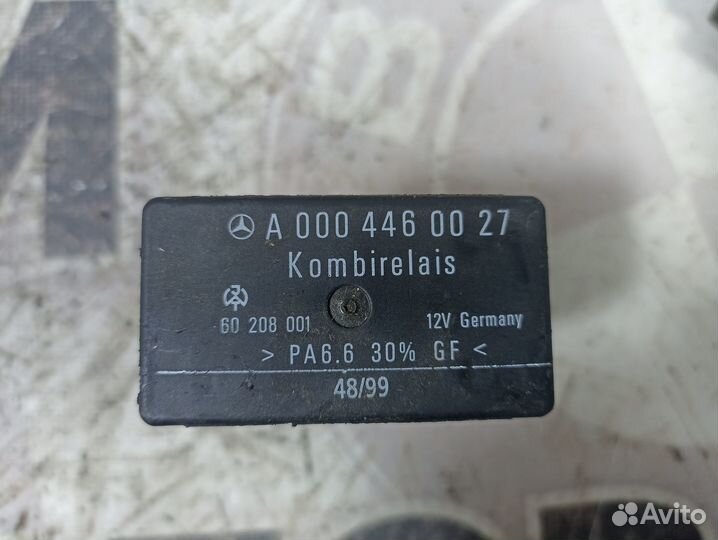 A 000 446 00 27
Kombirelais
60 208 001
12V Germany
> PA6.6 30% GF <
48/99
Avito